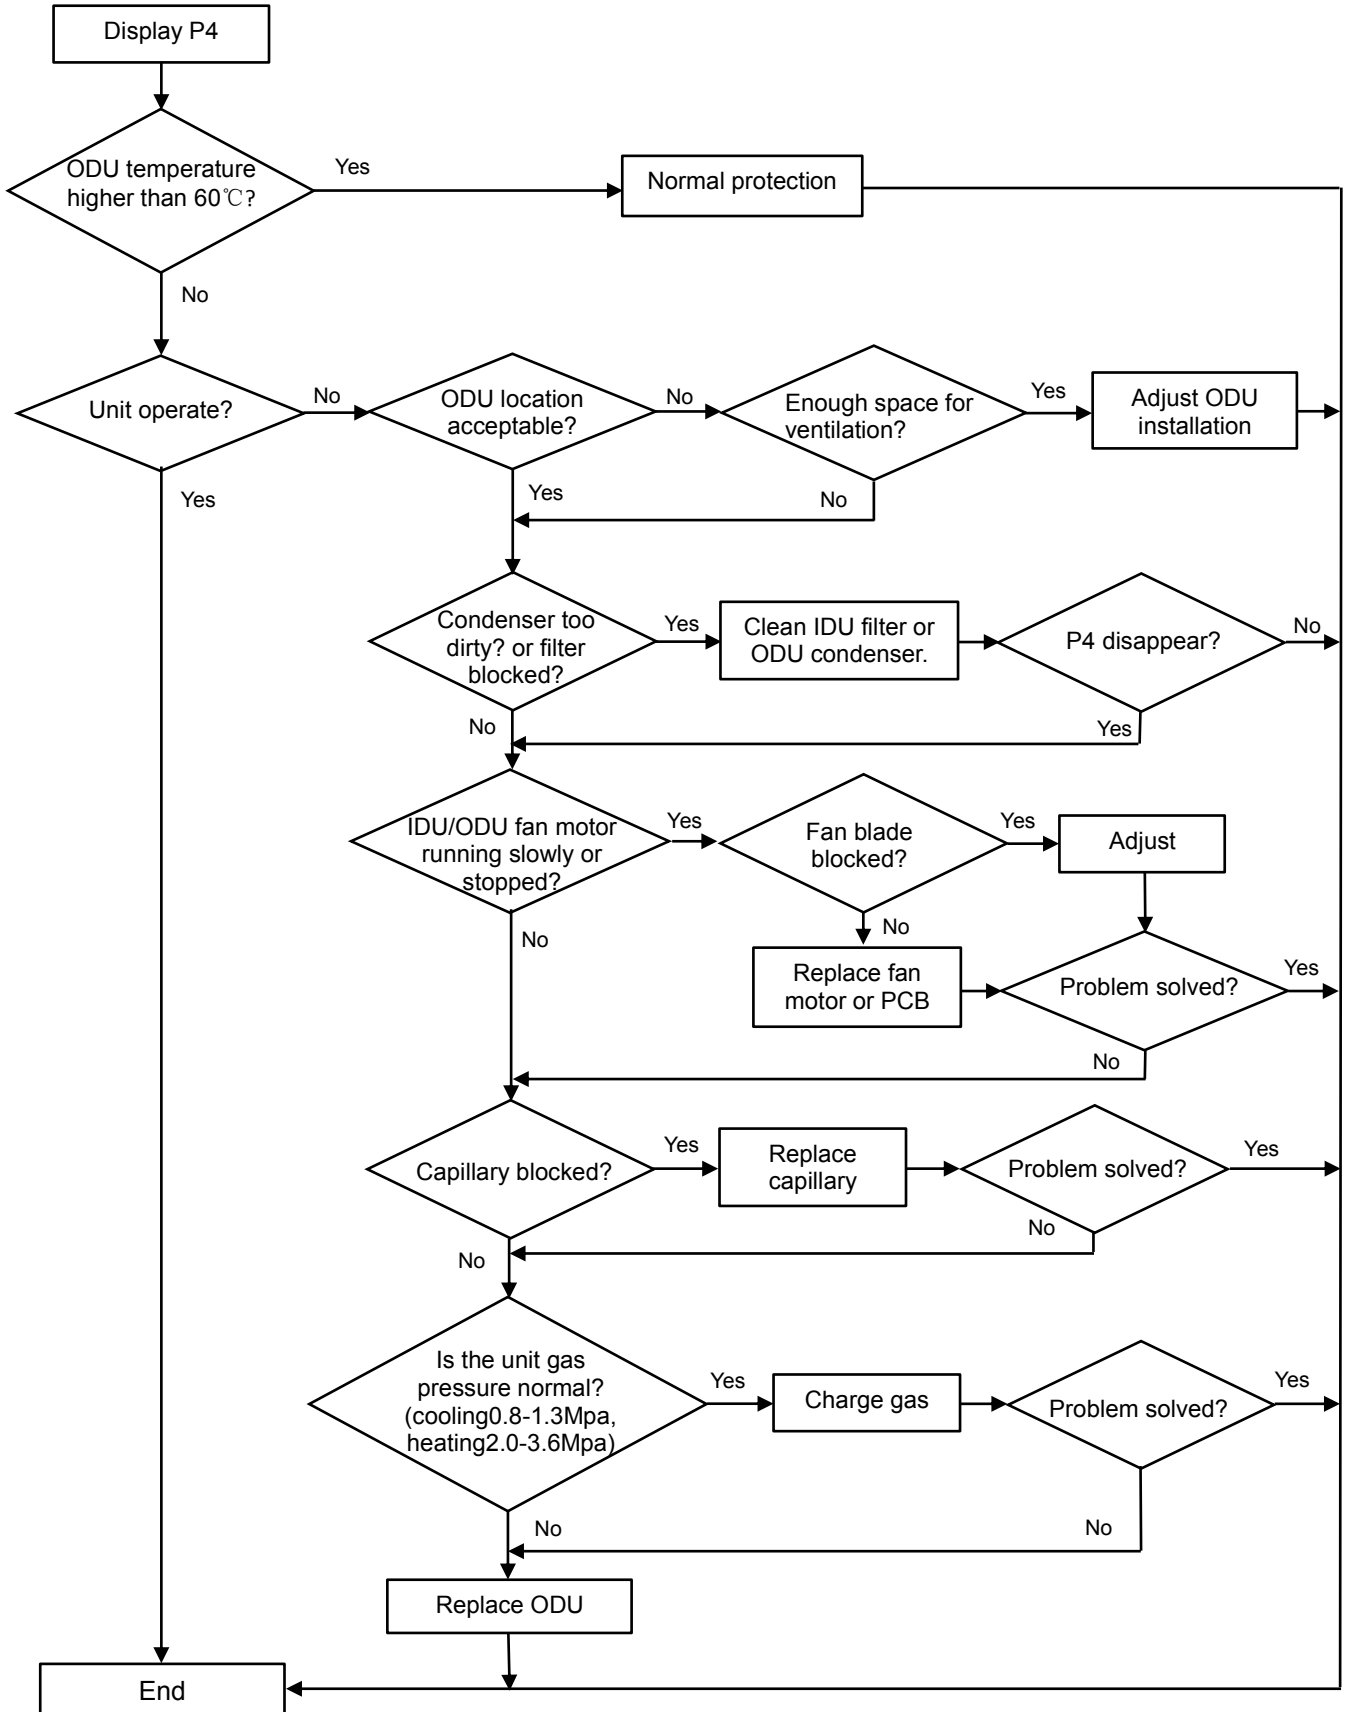 Display P4
ODU temperature
higher than 60℃?
Yes
Normal protection
No
Unit operate?
No
ODU location
acceptable?
No
Enough space for
ventilation?
Yes
Adjust ODU
installation
Yes
Yes
No
Condenser too
dirty? or filter
blocked?
Yes
Clean IDU filter or
ODU condenser.
P4 disappear?
No
No
Yes
IDU/ODU fan motor
running slowly or
stopped?
Yes
Fan blade
blocked?
Yes
Adjust
No
No
Replace fan
motor or PCB
Problem solved?
Yes
No
Capillary blocked?
Yes
Replace
capillary
Problem solved?
Yes
No
No
Is the unit gas
pressure normal?
(cooling0.8-1.3Mpa,
heating2.0-3.6Mpa)
Yes
Charge gas
Problem solved?
Yes
No
No
Replace ODU
End